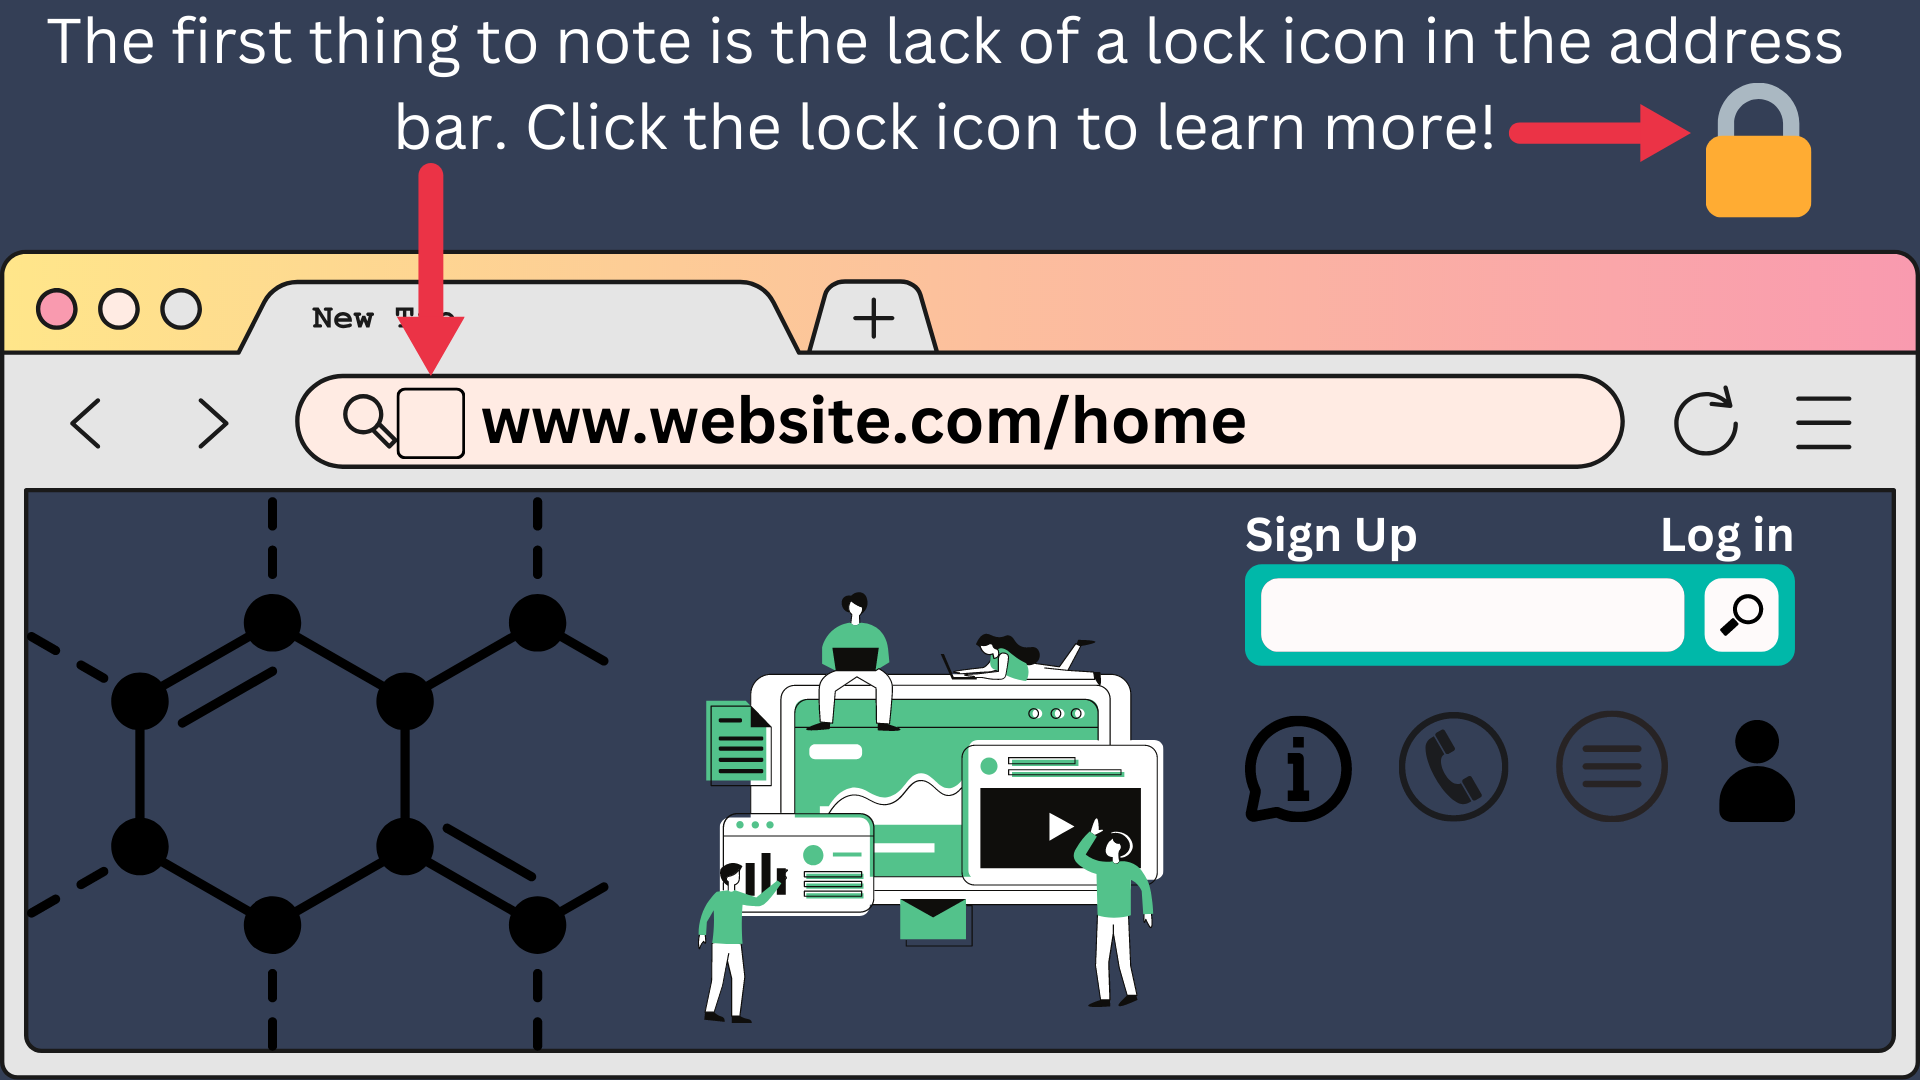 The first thing to note is the lack of a lock icon in the address
bar. Click the lock icon to learn more!
New
www.website.com/home
Sign Up Log in